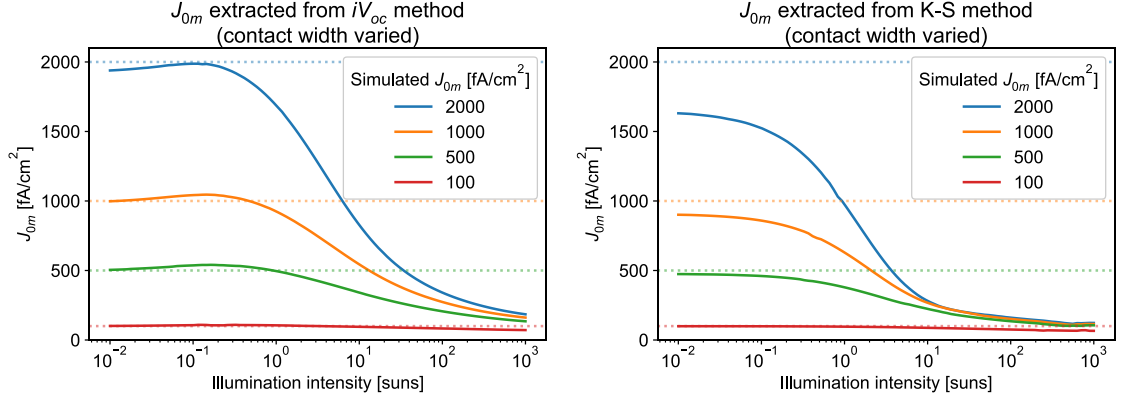 J0m extracted from iVoc method
(contact width varied)
2000
1500
1000
500
0
J0m [fA/cm²]
Simulated J0m [fA/cm²]
2000
1000
500
100
10⁻² 10⁻¹ 10⁰ 10¹ 10² 10³
Illumination intensity [suns]
J0m extracted from K-S method
(contact width varied)
2000
1500
1000
500
0
J0m [fA/cm²]
Simulated J0m [fA/cm²]
2000
1000
500
100
10⁻² 10⁻¹ 10⁰ 10¹ 10² 10³
Illumination intensity [suns]